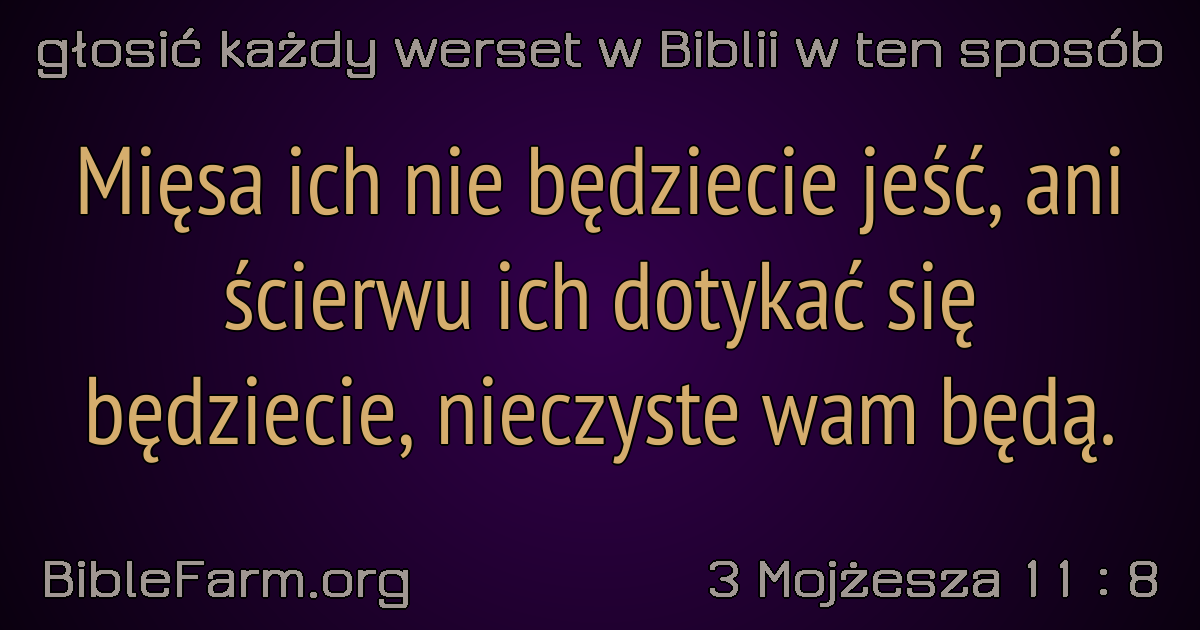 głosić każdy werset w Biblii w ten sposób
Mięsa ich nie będziecie jeść, ani
ścierwu ich dotykać się
będziecie, nieczyste wam będą.
BibleFarm.org
3 Mojżesza 11 : 8